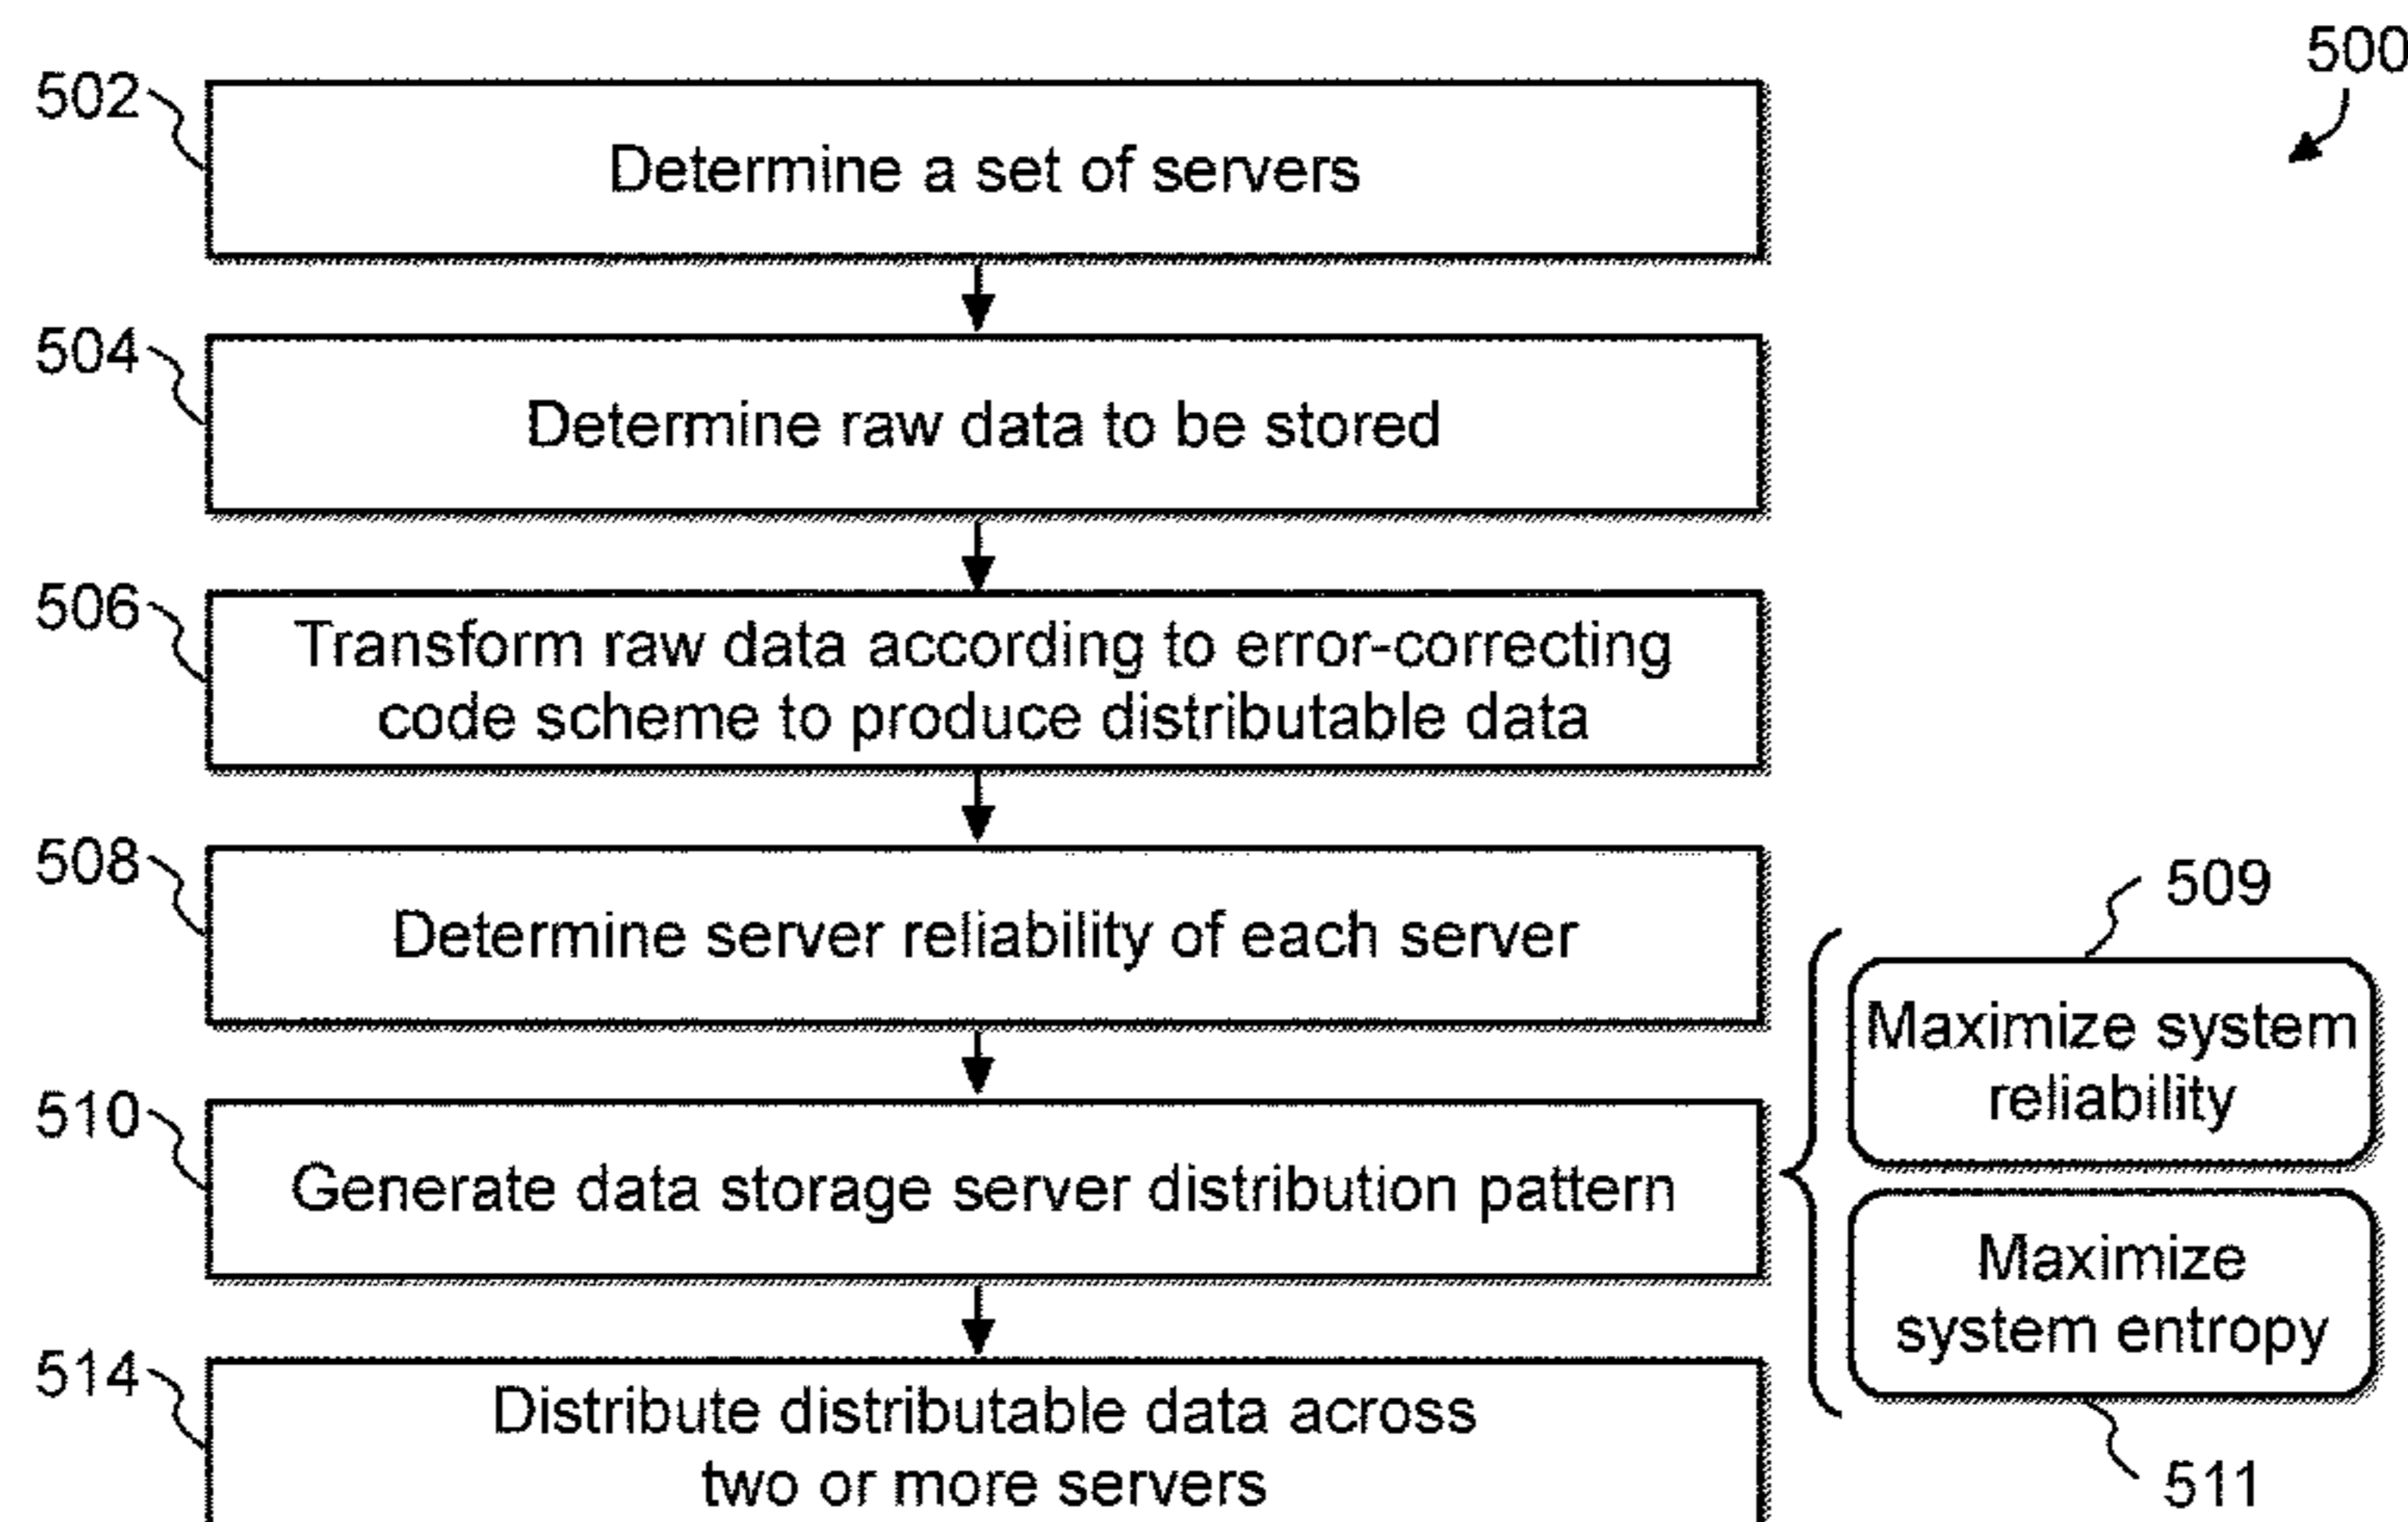 500
502
Determine a set of servers
504
Determine raw data to be stored
506
Transform raw data according to error-correcting
code scheme to produce distributable data
508
Determine server reliability of each server
509
Maximize system
reliability
510
Generate data storage server distribution pattern
Maximize
system entropy
511
514
Distribute distributable data across
two or more servers